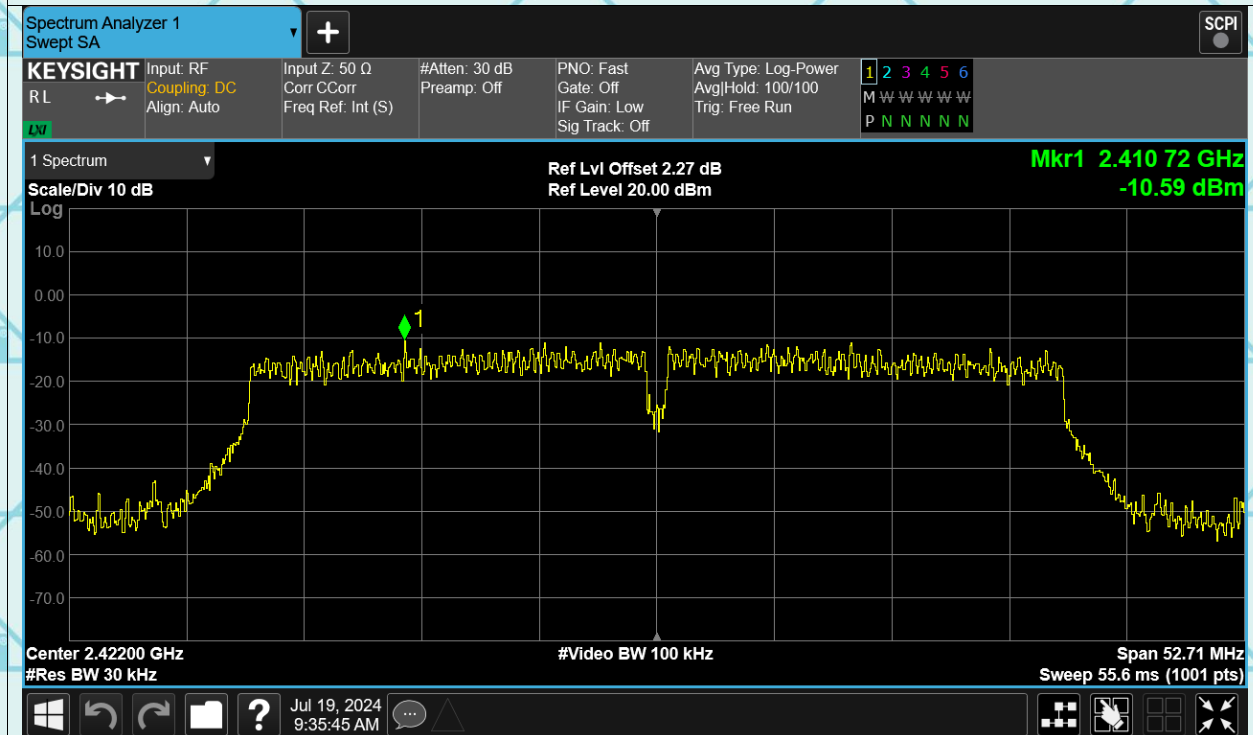 Spectrum Analyzer 1
Swept SA
+
SCPI
KEYSIGHT
RL
LXI
Input: RF
Coupling: DC
Align: Auto
Input Z: 50 Ω
Corr CCorr
Freq Ref: Int (S)
#Atten: 30 dB
Preamp: Off
PNO: Fast
Gate: Off
IF Gain: Low
Sig Track: Off
Avg Type: Log-Power
Avg|Hold: 100/100
Trig: Free Run
1 2 3 4 5 6
M W W W W W
P N N N N N
1 Spectrum
Scale/Div 10 dB
Log
Ref Lvl Offset 2.27 dB
Ref Level 20.00 dBm
Mkr1 2.410 72 GHz
-10.59 dBm
10.0
0.00
-10.0
-20.0
-30.0
-40.0
-50.0
-60.0
-70.0
1
Center 2.42200 GHz
#Res BW 30 kHz
#Video BW 100 kHz
Span 52.71 MHz
Sweep 55.6 ms (1001 pts)
?
Jul 19, 2024
9:35:45 AM